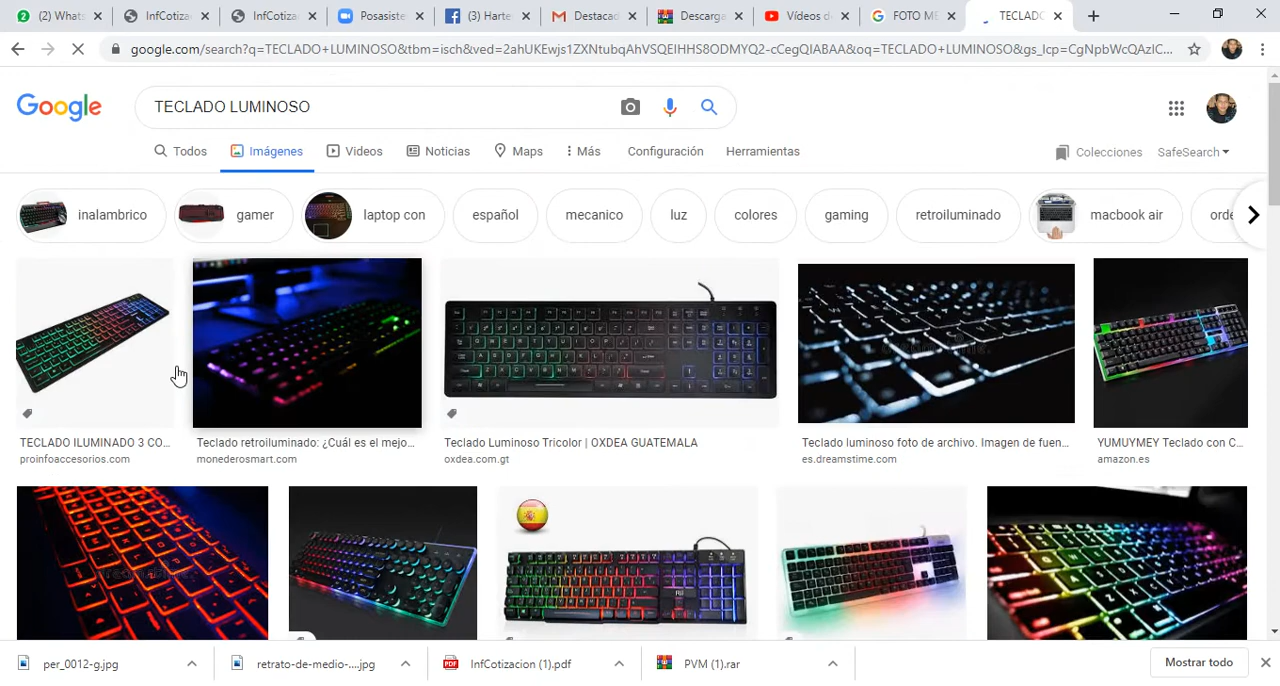 (2) Whats
InfCotiza
InfCotiza
Posasiste
(3) Harte
Destacad
Descarga
Vídeos de
FOTO ME
TECLADO
google.com/search?q=TECLADO+LUMINOSO&tbm=isch&ved=2ahUKEwjs1ZXNtubqAhVSQEIHHS8ODMYQ2-cCegQIABAA&oq=TECLADO+LUMINOSO&gs_lcp=CgNpbWcQAzIC...
Google
TECLADO LUMINOSO
Todos
Imágenes
Videos
Noticias
Maps
Más
Configuración
Herramientas
Colecciones
SafeSearch
inalambrico
gamer
laptop con
español
mecanico
luz
colores
gaming
retroiluminado
macbook air
orde
TECLADO ILUMINADO 3 CO...
proinfoaccesorios.com
Teclado retroiluminado: ¿Cuál es el mejo...
monederosmart.com
Teclado Luminoso Tricolor | OXDEA GUATEMALA
oxdea.com.gt
Teclado luminoso foto de archivo. Imagen de fuen...
es.dreamstime.com
YUMUYMEY Teclado con C...
amazon.es
per_0012-g.jpg
retrato-de-medio-....jpg
PDF
InfCotizacion (1).pdf
PVM (1).rar
Mostrar todo